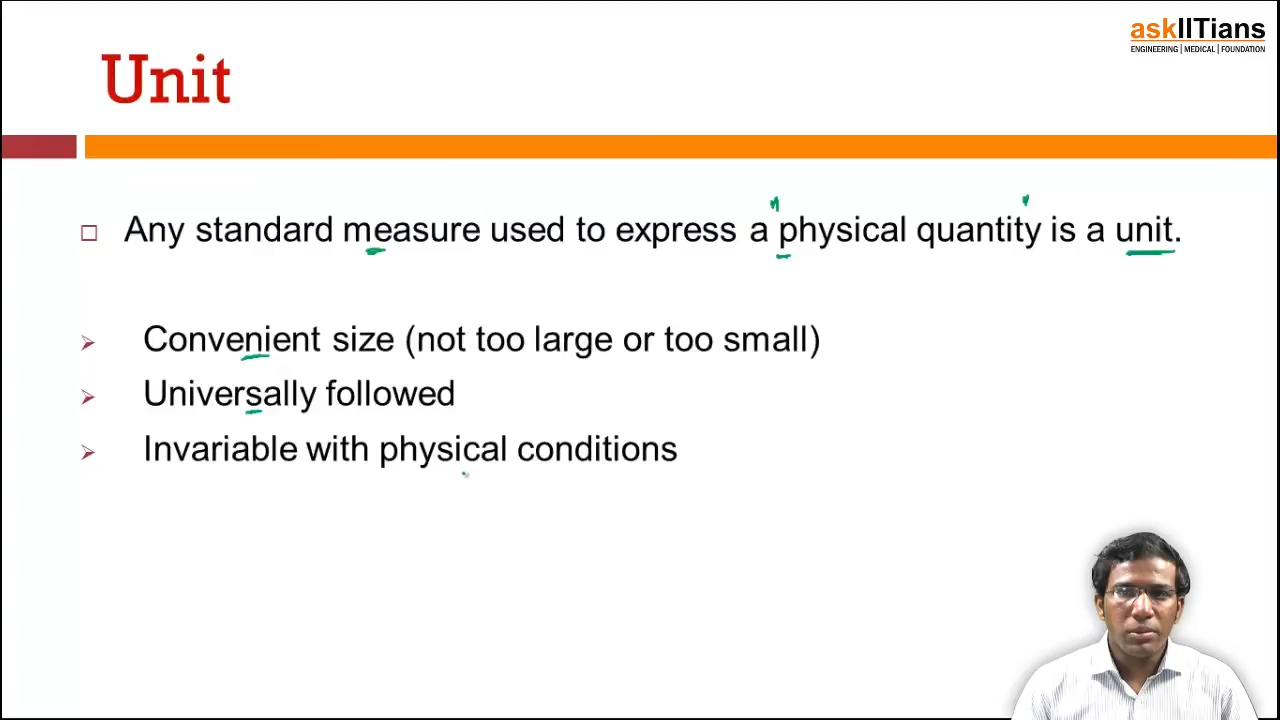 askIITians
ENGINEERING | MEDICAL | FOUNDATION
Unit
Any standard measure used to express a physical quantity is a unit.
Convenient size (not too large or too small)
Universally followed
Invariable with physical conditions